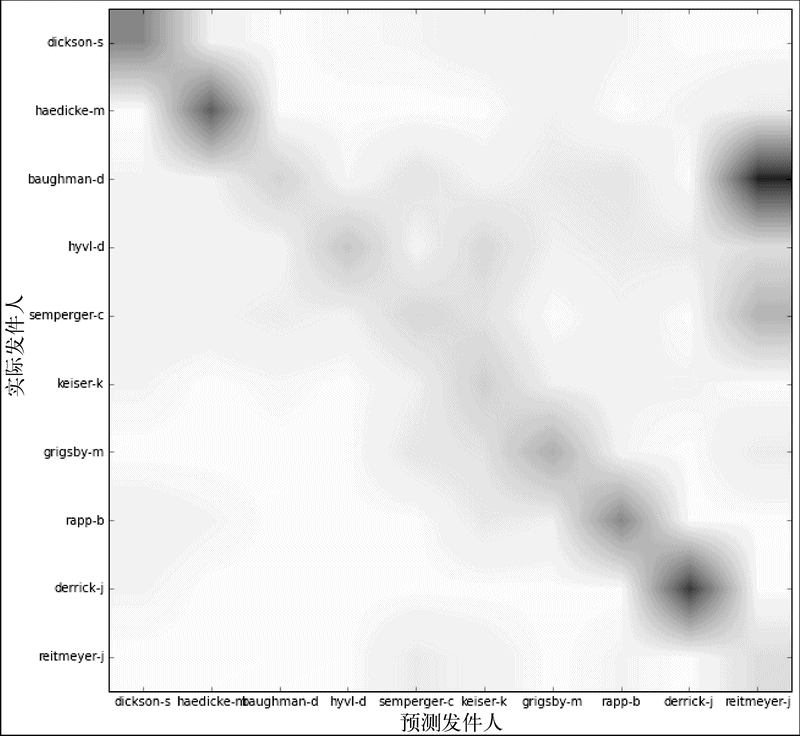 dickson-s
haedicke-m
baughman-d
hyvl-d
semperger-c
keiser-k
grigsby-m
rapp-b
derrick-j
reitmeyer-j
实际发件人
dickson-s haedicke-m baughman-d hyvl-d semperger-c keiser-k grigsby-m rapp-b derrick-j reitmeyer-j
预测发件人